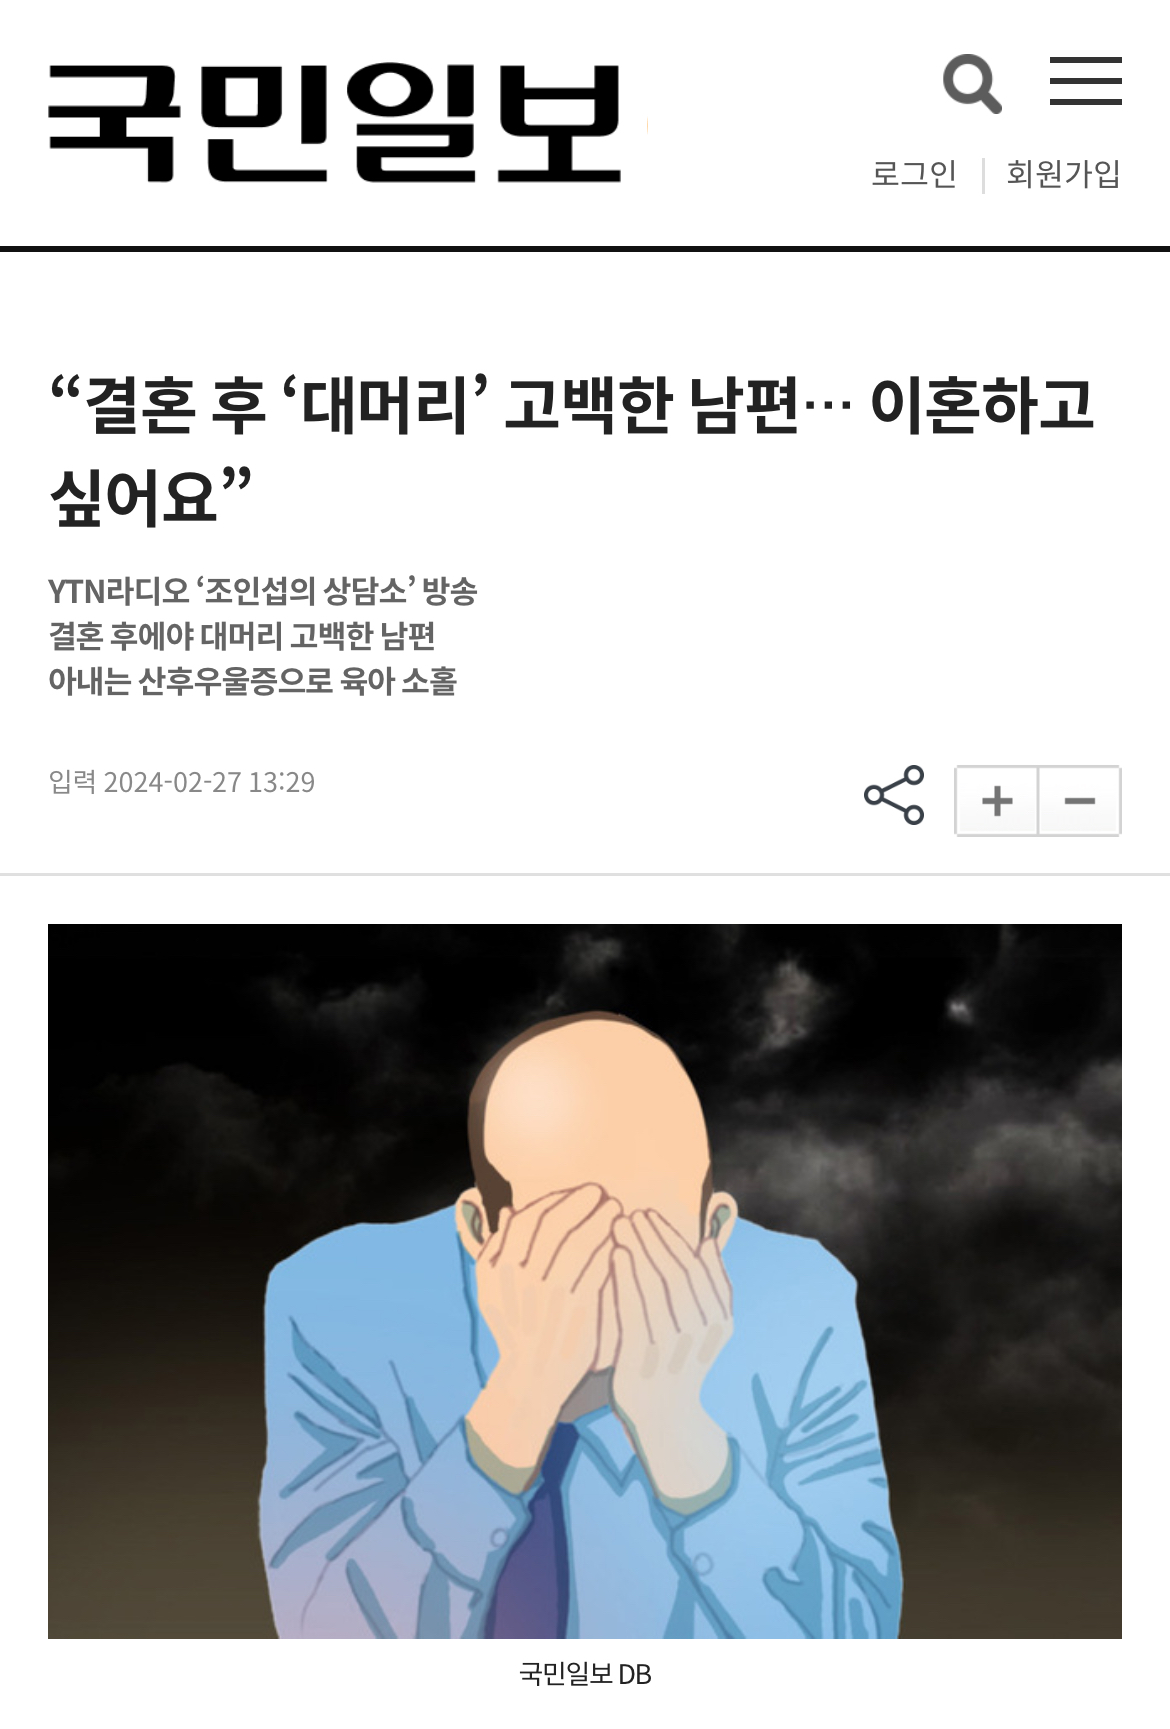 국민일보
로그인 | 회원가입
“결혼 후 ‘대머리’ 고백한 남편… 이혼하고
싶어요”
YTN라디오 ‘조인섭의 상담소’ 방송
결혼 후에야 대머리 고백한 남편
아내는 산후우울증으로 육아 소홀
입력 2024-02-27 13:29
국민일보 DB